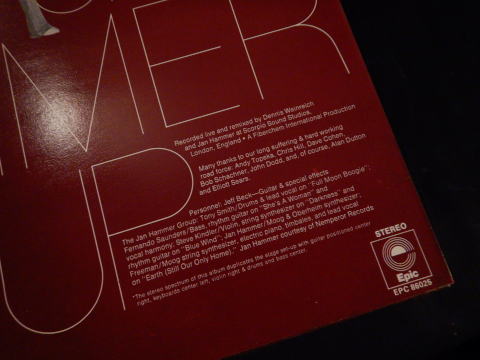 MER
UP
Recorded live and remixed by Dennis Weinreich
and Jan Hammer at Scorpio Sound Studios,
London, England • A Fiberchem International Production
Many thanks to our long suffering & hard working
road force: Andy Topeka, Chris Hill, Dave Cohen,
Bob Schachner, John Dodd, and, of course, Alan Dutton
and Elliott Sears.
Personnel: Jeff Beck—Guitar & special effects
The Jan Hammer Group: Tony Smith/Drums & lead vocal on "Full Moon Boogie";
Fernando Saunders/Bass, rhythm guitar on "She's A Woman" and
vocal harmony; Steve Kindler/Violin, string synthesizer on "Darkness" and
rhythm guitar on "Blue Wind"; Jan Hammer/Moog & Oberheim synthesizer;
Freeman/Moog string synthesizer, electric piano, timbales, and lead vocal
on "Earth (Still Our Only Home)." Jan Hammer courtesy of Nemperor Records
*The stereo spectrum of this album duplicates the stage set-up with guitar positioned center
right, keyboards center left, violin right & drums and bass center.
STEREO
Epic
EPC 86025